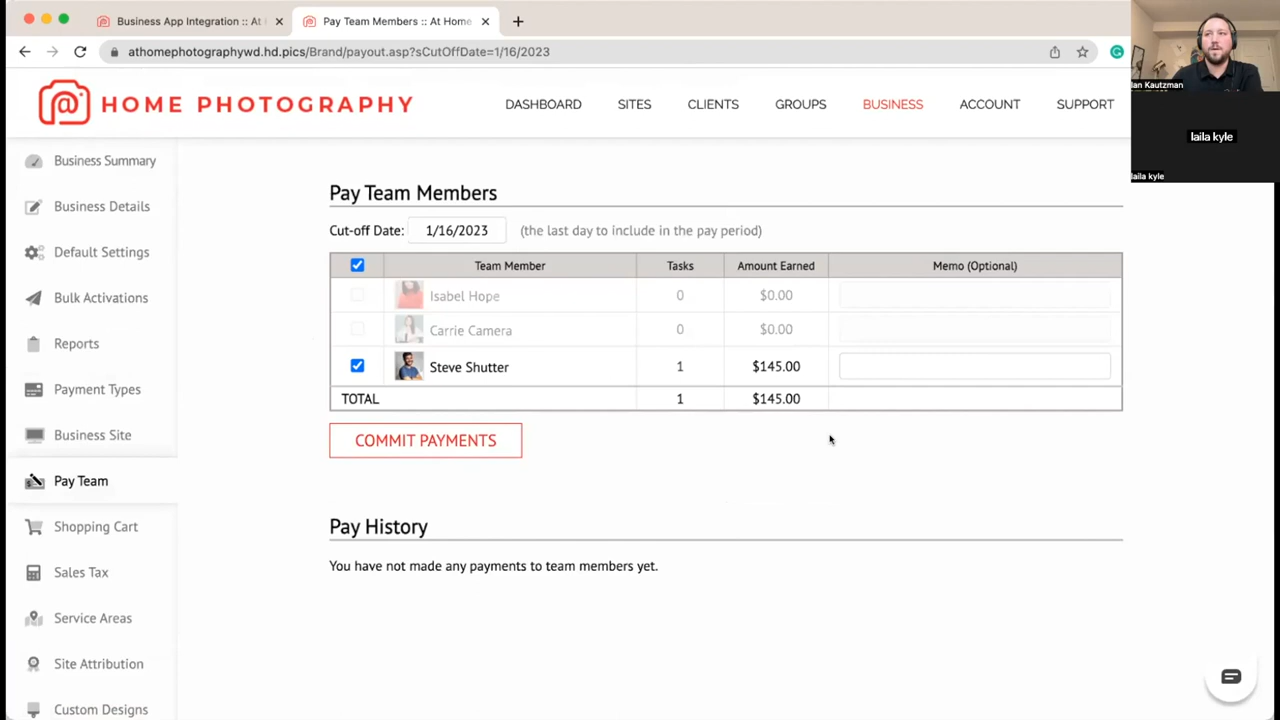 Business App Integration :: At
Pay Team Members :: At Home
athomephotographywd.hd.pics/Brand/payout.asp?sCutOffDate=1/16/2023
@ HOME PHOTOGRAPHY
DASHBOARD SITES CLIENTS GROUPS BUSINESS ACCOUNT SUPPORT
lan Kautzman
laila kyle
laila kyle
Business Summary
Business Details
Default Settings
Bulk Activations
Reports
Payment Types
Business Site
Pay Team
Shopping Cart
Sales Tax
Service Areas
Site Attribution
Custom Designs
Pay Team Members
Cut-off Date: 1/16/2023 (the last day to include in the pay period)
Team Member Tasks Amount Earned Memo (Optional)
Isabel Hope 0 $0.00
Carrie Camera 0 $0.00
Steve Shutter 1 $145.00
TOTAL 1 $145.00
COMMIT PAYMENTS
Pay History
You have not made any payments to team members yet.